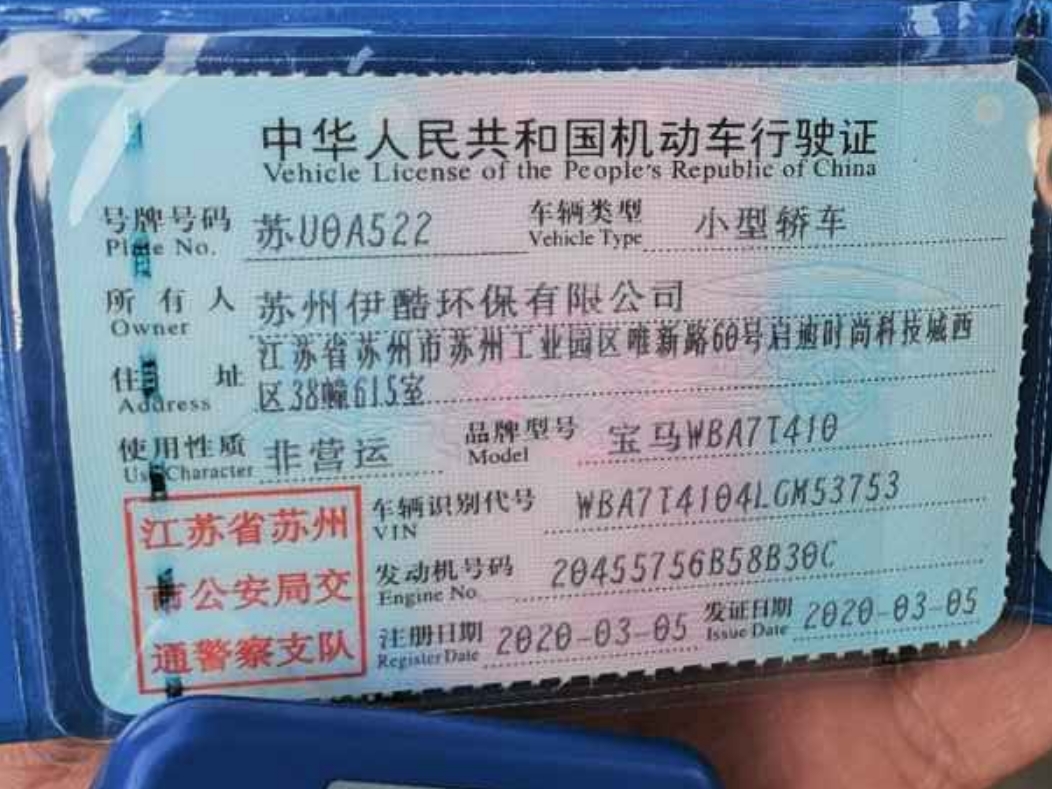 中华人民共和国机动车行驶证
Vehicle License of the People's Republic of China
号牌号码 苏U0A522 车辆类型 小型轿车
Plate No. Vehicle Type
所有人 苏州伊酷环保有限公司
Owner
江苏省苏州市苏州工业园区唯新路60号启迪时尚科技城西
住址 区38幢615室
Address
使用性质 非营运 品牌型号 宝马WBA7T410
Use Character Model
江苏省苏州
市公安局交
通警察支队
车辆识别代号 WBA7T4104LGM53753
VIN
发动机号码 20455756B58B30C
Engine No.
注册日期 2020-03-05 发证日期 2020-03-05
Register Date Issue Date